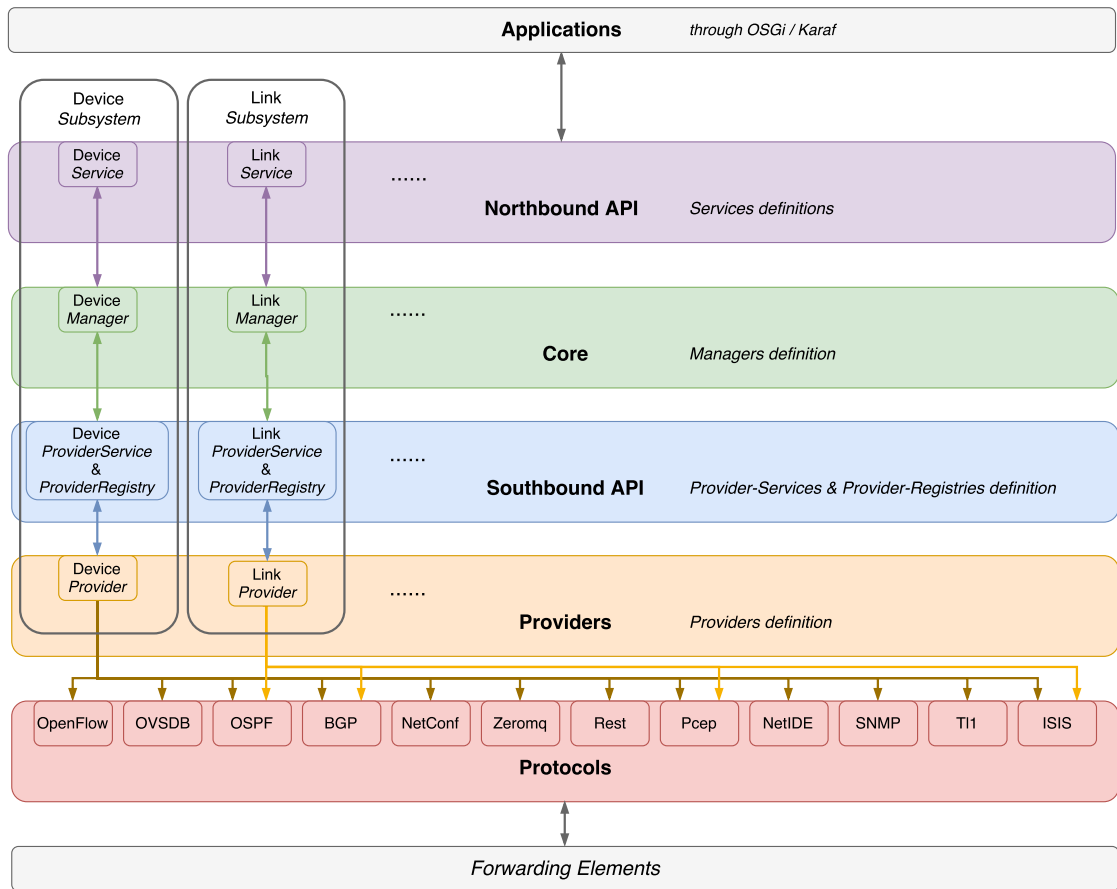 Applications through OSGi / Karaf
Device
Subsystem
Link
Subsystem
Device
Service
Link
Service
......
Northbound API Services definitions
Device
Manager
Link
Manager
......
Core Managers definition
Device
ProviderService
&
ProviderRegistry
Link
ProviderService
&
ProviderRegistry
......
Southbound API Provider-Services & Provider-Registries definition
Device
Provider
Link
Provider
......
Providers Providers definition
OpenFlow OVSDB OSPF BGP NetConf Zeromq Rest Pcep NetIDE SNMP Tl1 ISIS
Protocols
Forwarding Elements